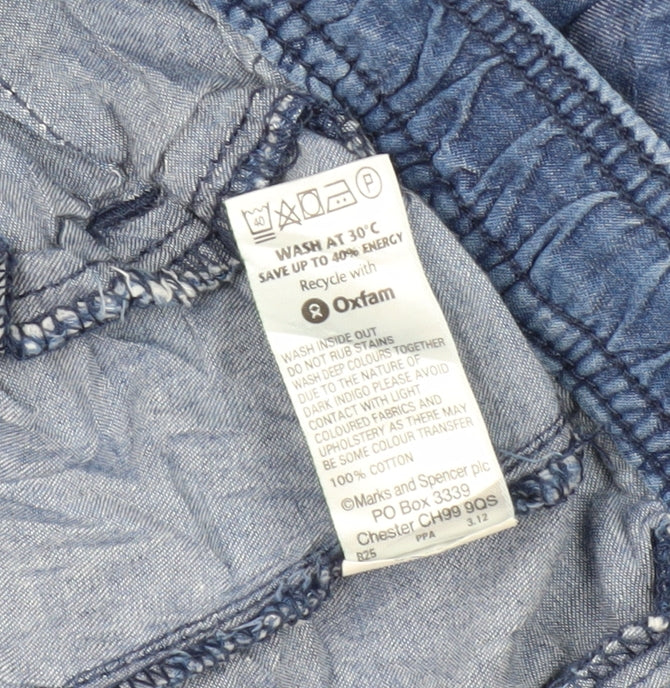 40 P
WASH AT 30°C
SAVE UP TO 40% ENERGY
Recycle with
Oxfam
WASH INSIDE OUT
DO NOT RUB STAINS
WASH DEEP COLOURS TOGETHER
DUE TO THE NATURE OF
DARK INDIGO PLEASE AVOID
CONTACT WITH LIGHT
COLOURED FABRICS AND
UPHOLSTERY AS THERE MAY
BE SOME COLOUR TRANSFER
100% COTTON
©Marks and Spencer plc
PO Box 3339
Chester CH99 9QS
B25 PPA 3.12